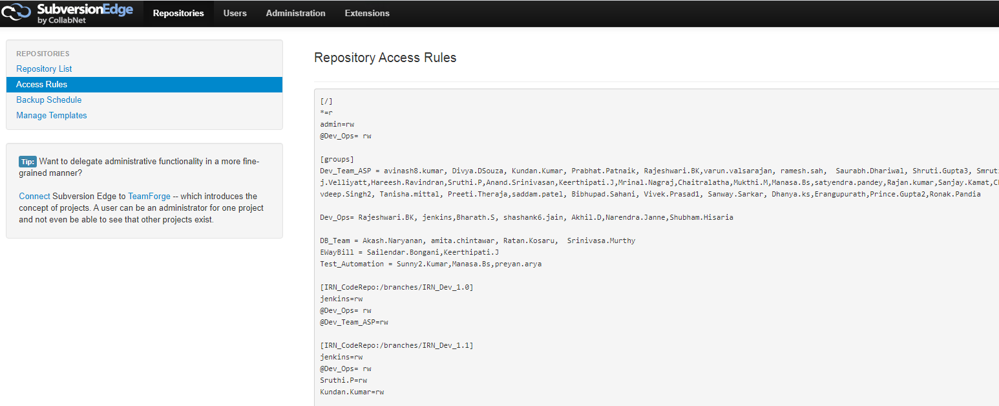 SubversionEdge
by CollabNet
Repositories Users Administration Extensions
REPOSITORIES
Repository List
Access Rules
Backup Schedule
Manage Templates
Tip: Want to delegate administrative functionality in a more fine-
grained manner?
Connect Subversion Edge to TeamForge -- which introduces the
concept of projects. A user can be an administrator for one project
and not even be able to see that other projects exist.
Repository Access Rules
[/]
*=r
admin=rw
@Dev_Ops= rw
[groups]
Dev_Team_ASP = avinash8.kumar, Divya.DSouza, Kundan.Kumar, Prabhat.Patnaik, Rajeshwari.BK,varun.valsarajan, ramesh.sah,  Saurabh.Dhariwal, Shruti.Gupta3, Smruti
j.Velliyatt,Hareesh.Ravindran,Sruthi.P,Anand.Srinivasan,Keerthipati.J,Mrinal.Nagraj,Chaitralatha,Mukthi.M,Manasa.Bs,satyendra.pandey,Rajan.kumar,Sanjay.Kamat,
vdeep.Singh2, Tanisha.mittal, Preeti.Theraja,saddam.patel, Bibhupad.Sahani, Vivek.Prasad1, Sanway.Sarkar, Dhanya.ks,Erangupurath,Prince.Gupta2,Ronak.Pandia
Dev_Ops= Rajeshwari.BK, jenkins,Bharath.S, shashank6.jain, Akhil.D,Narendra.Janne,Shubham.Hisaria
DB_Team = Akash.Naryanan, amita.chintawar, Ratan.Kosaru,  Srinivasa.Murthy
EWayBill = Sailendar.Bongani,Keerthipati.J
Test_Automation = Sunny2.Kumar,Manasa.Bs,preyan.arya
[IRN_CodeRepo:/branches/IRN_Dev_1.0]
jenkins=rw
@Dev_Ops= rw
@Dev_Team_ASP=rw
[IRN_CodeRepo:/branches/IRN_Dev_1.1]
jenkins=rw
@Dev_Ops= rw
Sruthi.P=rw
Kundan.Kumar=rw